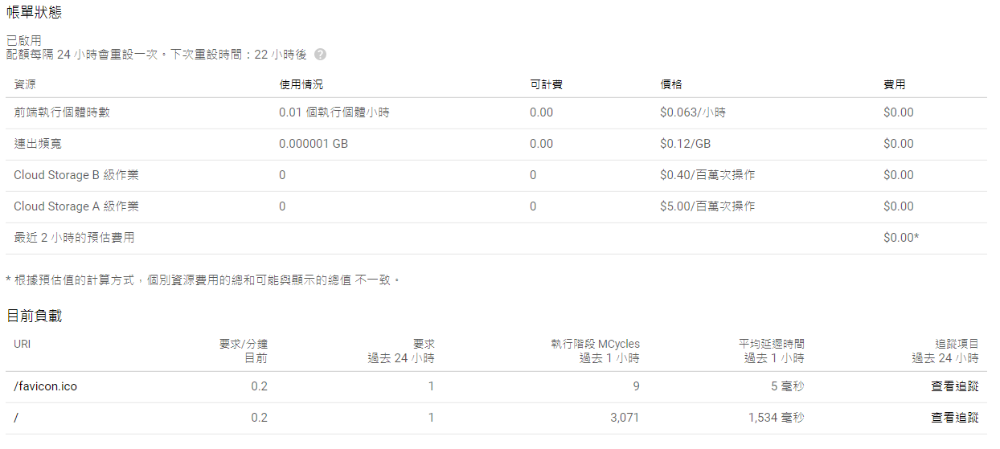 帳單狀態
已啟用
配額每隔 24 小時會重設一次。下次重設時間：22 小時後 ?
資源 使用情況 可計費 價格 費用
前端執行個體時數 0.01 個執行個體小時 0.00 $0.063/小時 $0.00
連出頻寬 0.000001 GB 0.00 $0.12/GB $0.00
Cloud Storage B 級作業 0 0 $0.40/百萬次操作 $0.00
Cloud Storage A 級作業 0 0 $5.00/百萬次操作 $0.00
最近 2 小時的預估費用 $0.00*
* 根據預估值的計算方式，個別資源費用的總和可能與顯示的總值 不一致。
目前負載
URI 要求/分鐘 要求 執行階段 MCycles 平均延遲時間 追蹤項目
目前 過去 24 小時 過去 1 小時 過去 1 小時 過去 24 小時
/favicon.ico 0.2 1 9 5 毫秒 查看追蹤
/ 0.2 1 3,071 1,534 毫秒 查看追蹤